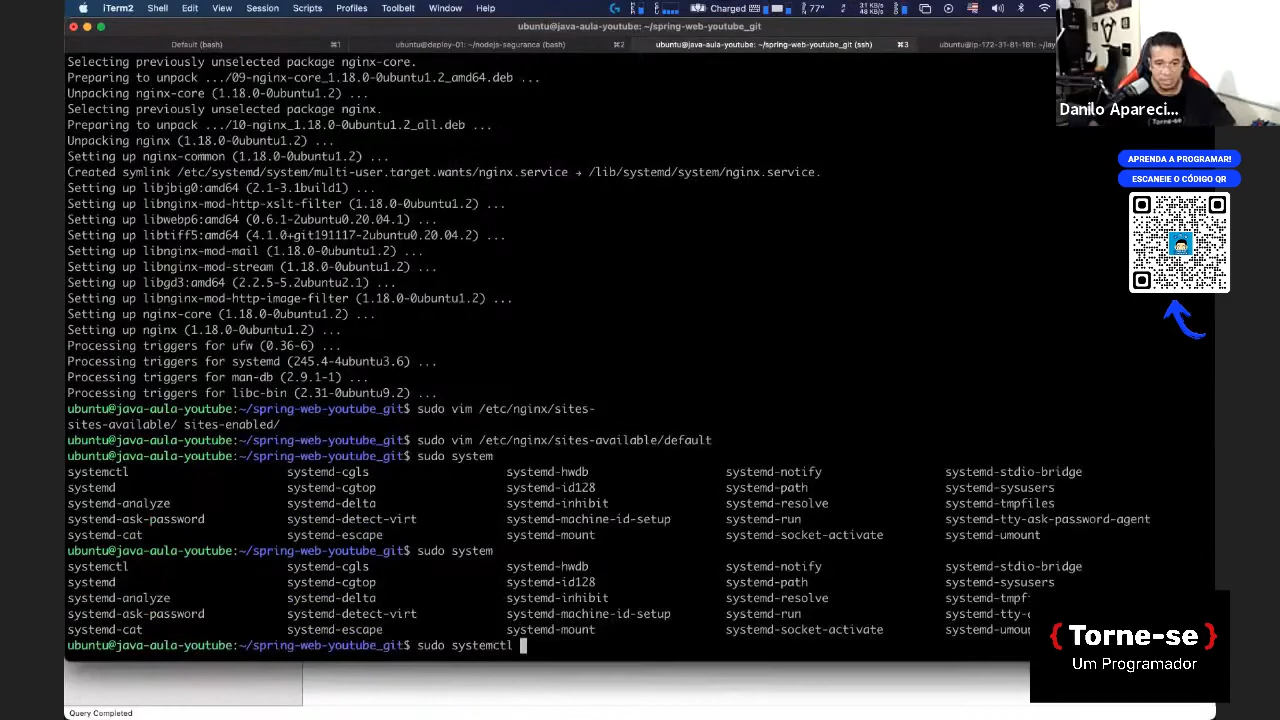 iTerm2 Shell Edit View Session Scripts Profiles Toolbelt Window Help Charged 77° 31 KB/s 48 KB/s
ubuntu@java-aula-youtube: ~/spring-web-youtube_git
Default (bash) ⌘1 ubuntu@deploy-01: ~/nodejs-seguranca (bash) ⌘2 ubuntu@java-aula-youtube: ~/spring-web-youtube_git (ssh) ⌘3 ubuntu@ip-172-31-81-181: ~/lay
Selecting previously unselected package nginx-core.
Preparing to unpack .../09-nginx-core_1.18.0-0ubuntu1.2_amd64.deb ...
Unpacking nginx-core (1.18.0-0ubuntu1.2) ...
Selecting previously unselected package nginx.
Preparing to unpack .../10-nginx_1.18.0-0ubuntu1.2_all.deb ...
Unpacking nginx (1.18.0-0ubuntu1.2) ...
Setting up nginx-common (1.18.0-0ubuntu1.2) ...
Created symlink /etc/systemd/system/multi-user.target.wants/nginx.service → /lib/systemd/system/nginx.service.
Setting up libjbig0:amd64 (2.1-3.1build1) ...
Setting up libnginx-mod-http-xslt-filter (1.18.0-0ubuntu1.2) ...
Setting up libwebp6:amd64 (0.6.1-2ubuntu0.20.04.1) ...
Setting up libtiff5:amd64 (4.1.0+git191117-2ubuntu0.20.04.2) ...
Setting up libnginx-mod-mail (1.18.0-0ubuntu1.2) ...
Setting up libnginx-mod-stream (1.18.0-0ubuntu1.2) ...
Setting up libgd3:amd64 (2.2.5-5.2ubuntu2.1) ...
Setting up libnginx-mod-http-image-filter (1.18.0-0ubuntu1.2) ...
Setting up nginx-core (1.18.0-0ubuntu1.2) ...
Setting up nginx (1.18.0-0ubuntu1.2) ...
Processing triggers for ufw (0.36-6) ...
Processing triggers for systemd (245.4-4ubuntu3.6) ...
Processing triggers for man-db (2.9.1-1) ...
Processing triggers for libc-bin (2.31-0ubuntu9.2) ...
ubuntu@java-aula-youtube:~/spring-web-youtube_git$ sudo vim /etc/nginx/sites-
sites-available/ sites-enabled/
ubuntu@java-aula-youtube:~/spring-web-youtube_git$ sudo vim /etc/nginx/sites-available/default
ubuntu@java-aula-youtube:~/spring-web-youtube_git$ sudo system
systemctl systemd-cgls systemd-hwdb systemd-notify systemd-stdio-bridge
systemd systemd-cgtop systemd-id128 systemd-path systemd-sysusers
systemd-analyze systemd-delta systemd-inhibit systemd-resolve systemd-tmpfiles
systemd-ask-password systemd-detect-virt systemd-machine-id-setup systemd-run systemd-tty-ask-password-agent
systemd-cat systemd-escape systemd-mount systemd-socket-activate systemd-umount
ubuntu@java-aula-youtube:~/spring-web-youtube_git$ sudo system
systemctl systemd-cgls systemd-hwdb systemd-notify systemd-stdio-bridge
systemd systemd-cgtop systemd-id128 systemd-path systemd-sysusers
systemd-analyze systemd-delta systemd-inhibit systemd-resolve systemd-tmpf
systemd-ask-password systemd-detect-virt systemd-machine-id-setup systemd-run systemd-tty-
systemd-cat systemd-escape systemd-mount systemd-socket-activate systemd-umou
ubuntu@java-aula-youtube:~/spring-web-youtube_git$ sudo systemctl
Query Completed
Danilo Apareci...
APRENDA A PROGRAMAR!
ESCANEIE O CÓDIGO QR
{ Torne-se }
Um Programador